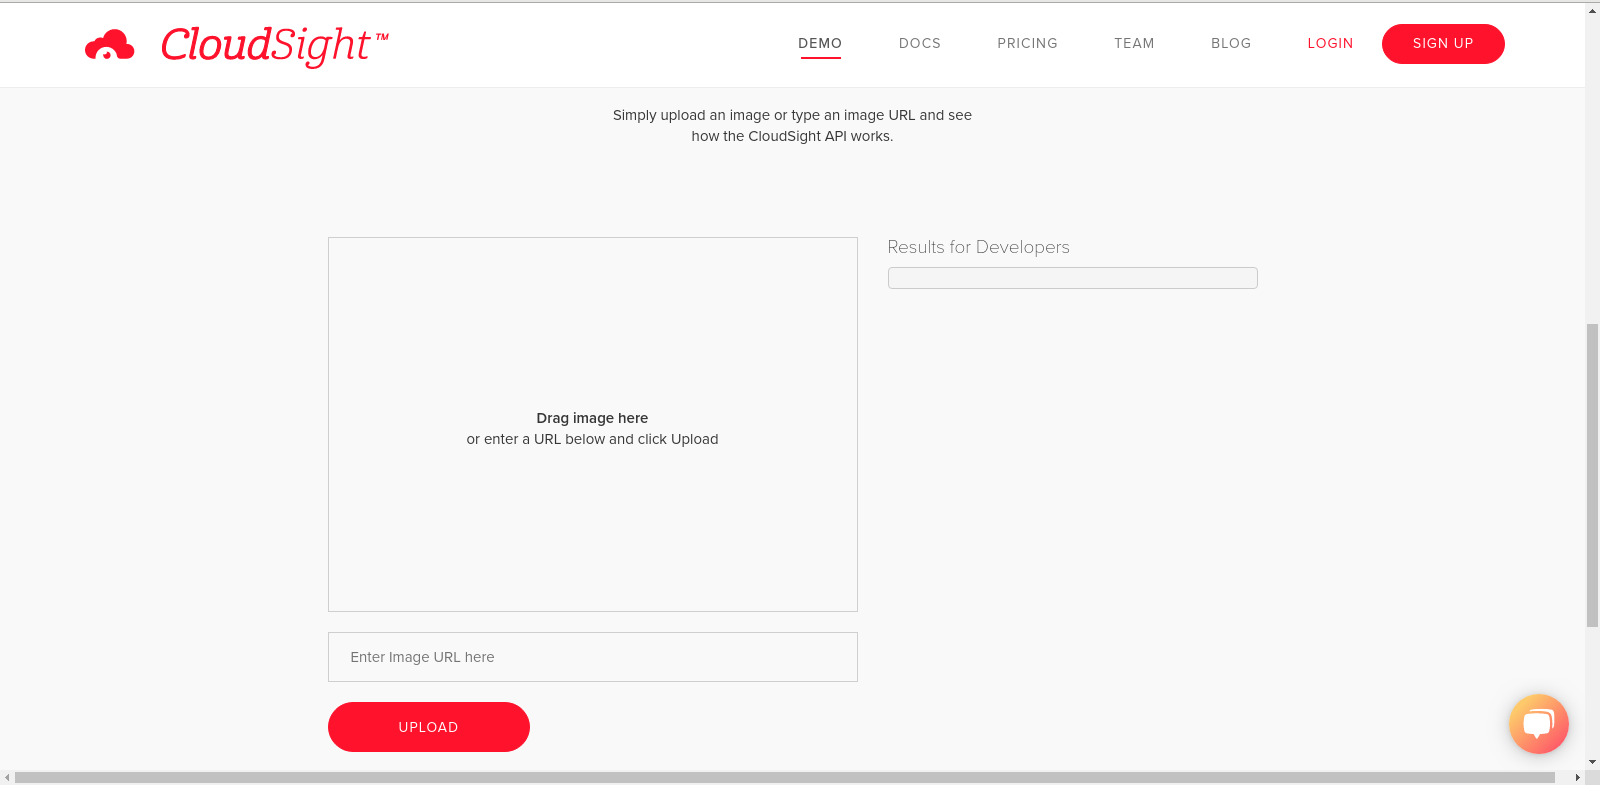 CloudSight™
DEMO
DOCS
PRICING
TEAM
BLOG
LOGIN
SIGN UP
Simply upload an image or type an image URL and see
how the CloudSight API works.
Drag image here
or enter a URL below and click Upload
Enter Image URL here
UPLOAD
Results for Developers